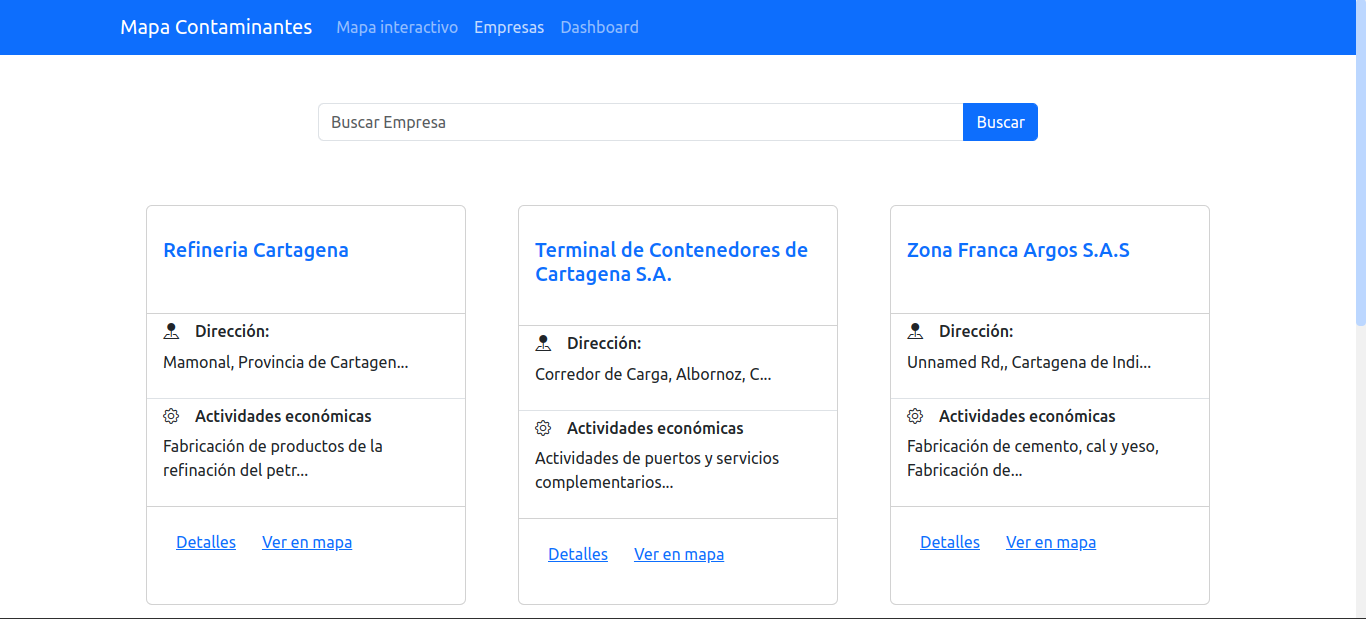 Mapa Contaminantes Mapa interactivo Empresas Dashboard
Buscar Empresa Buscar
Refineria Cartagena
Dirección:
Mamonal, Provincia de Cartagen...
Actividades económicas
Fabricación de productos de la
refinación del petr...
Detalles Ver en mapa
Terminal de Contenedores de
Cartagena S.A.
Dirección:
Corredor de Carga, Albornoz, C...
Actividades económicas
Actividades de puertos y servicios
complementarios...
Detalles Ver en mapa
Zona Franca Argos S.A.S
Dirección:
Unnamed Rd,, Cartagena de Indi...
Actividades económicas
Fabricación de cemento, cal y yeso,
Fabricación de...
Detalles Ver en mapa